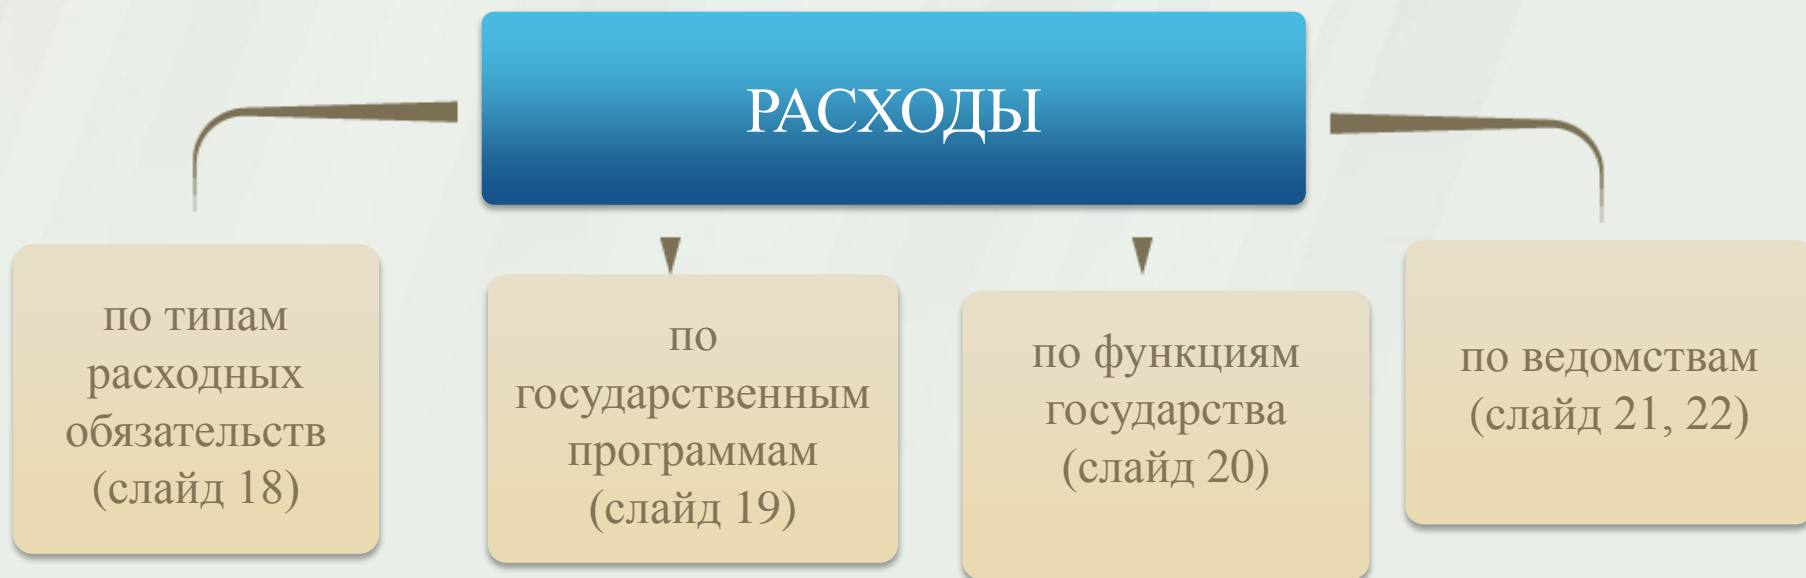 РАСХОДЫ
по типам
расходных
обязательств
(слайд 18)
по
государственным
программам
(слайд 19)
по функциям
государства
(слайд 20)
по ведомствам
(слайд 21, 22)